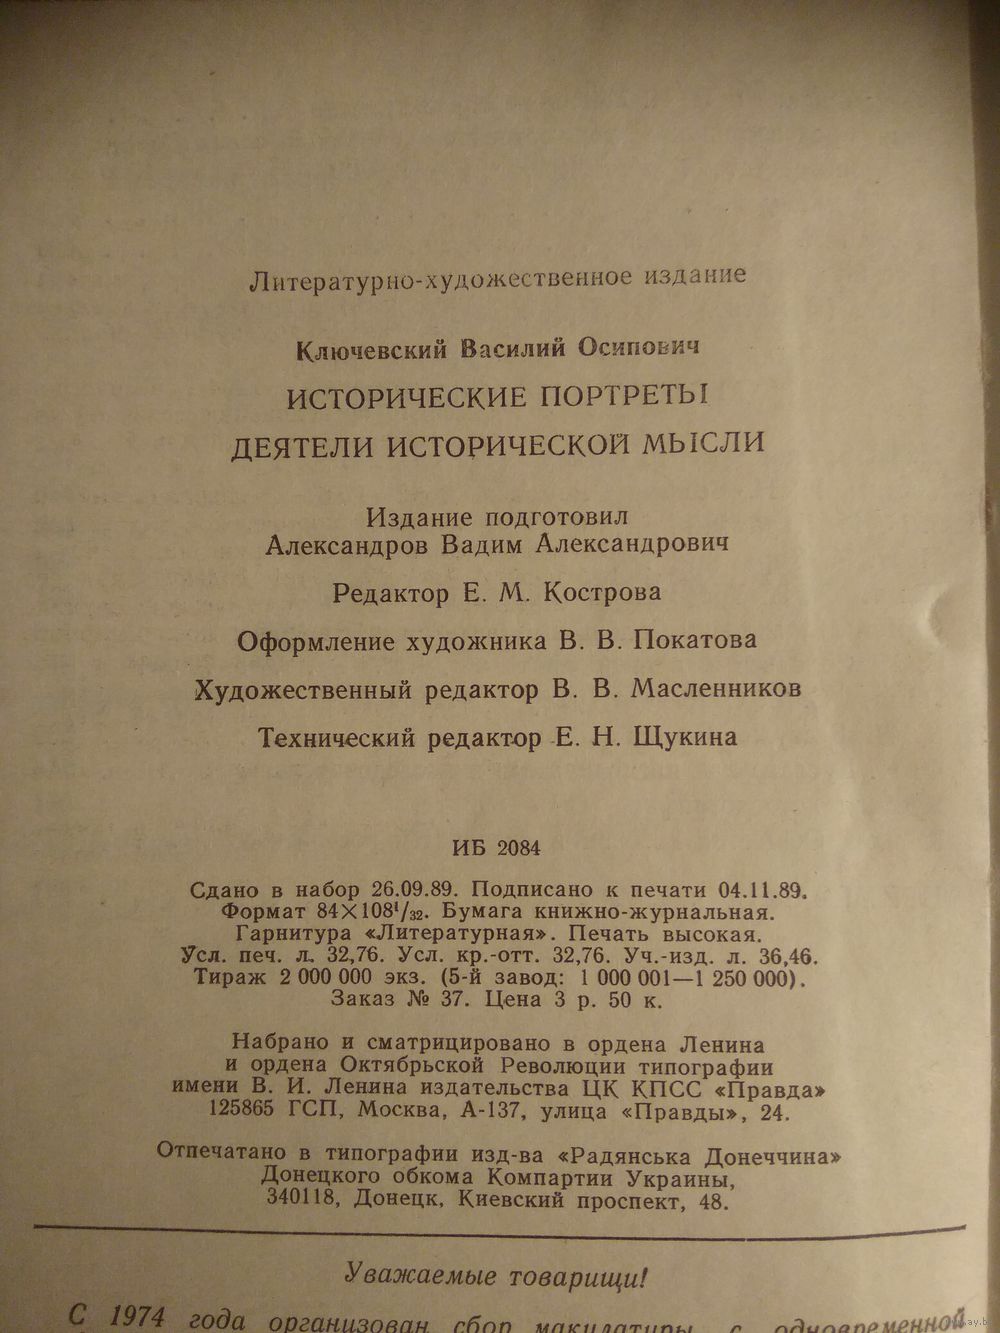 Литературно-художественное издание
Ключевский Василий Осипович
ИСТОРИЧЕСКИЕ ПОРТРЕТЫ
ДЕЯТЕЛИ ИСТОРИЧЕСКОЙ МЫСЛИ
Издание подготовил
Александров Вадим Александрович
Редактор Е. М. Кострова
Оформление художника В. В. Покатова
Художественный редактор В. В. Масленников
Технический редактор Е. Н. Щукина
ИБ 2084
Сдано в набор 26.09.89. Подписано к печати 04.11.89.
Формат 84×108¹/₃₂. Бумага книжно-журнальная.
Гарнитура «Литературная». Печать высокая.
Усл. печ. л. 32,76. Усл. кр.-отт. 32,76. Уч.-изд. л. 36,46.
Тираж 2 000 000 экз. (5-й завод: 1 000 001—1 250 000).
Заказ № 37. Цена 3 р. 50 к.
Набрано и сматрицировано в ордена Ленина
и ордена Октябрьской Революции типографии
имени В. И. Ленина издательства ЦК КПСС «Правда»
125865 ГСП, Москва, А-137, улица «Правды», 24.
Отпечатано в типографии изд-ва «Радянська Донеччина»
Донецкого обкома Компартии Украины,
340118, Донецк, Киевский проспект, 48.
Уважаемые товарищи!
С 1974 года организован сбор макулатуры с одновременной